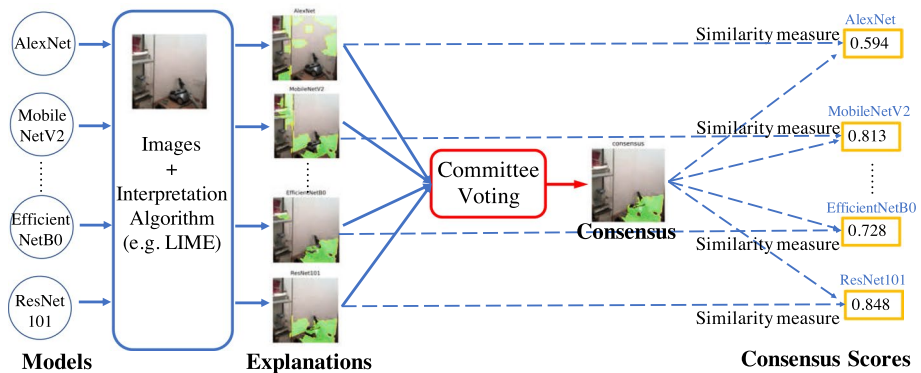 AlexNet
Mobile
NetV2
Efficient
NetB0
ResNet
101
Models
Images
+
Interpretation
Algorithm
(e.g. LIME)
AlexNet
MobileNetV2
EfficientNetB0
ResNet101
Explanations
Committee
Voting
consensus
Consensus
Similarity measure
AlexNet
0.594
Similarity measure
MobileNetV2
0.813
EfficientNetB0
0.728
Similarity measure
ResNet101
0.848
Similarity measure
Consensus Scores